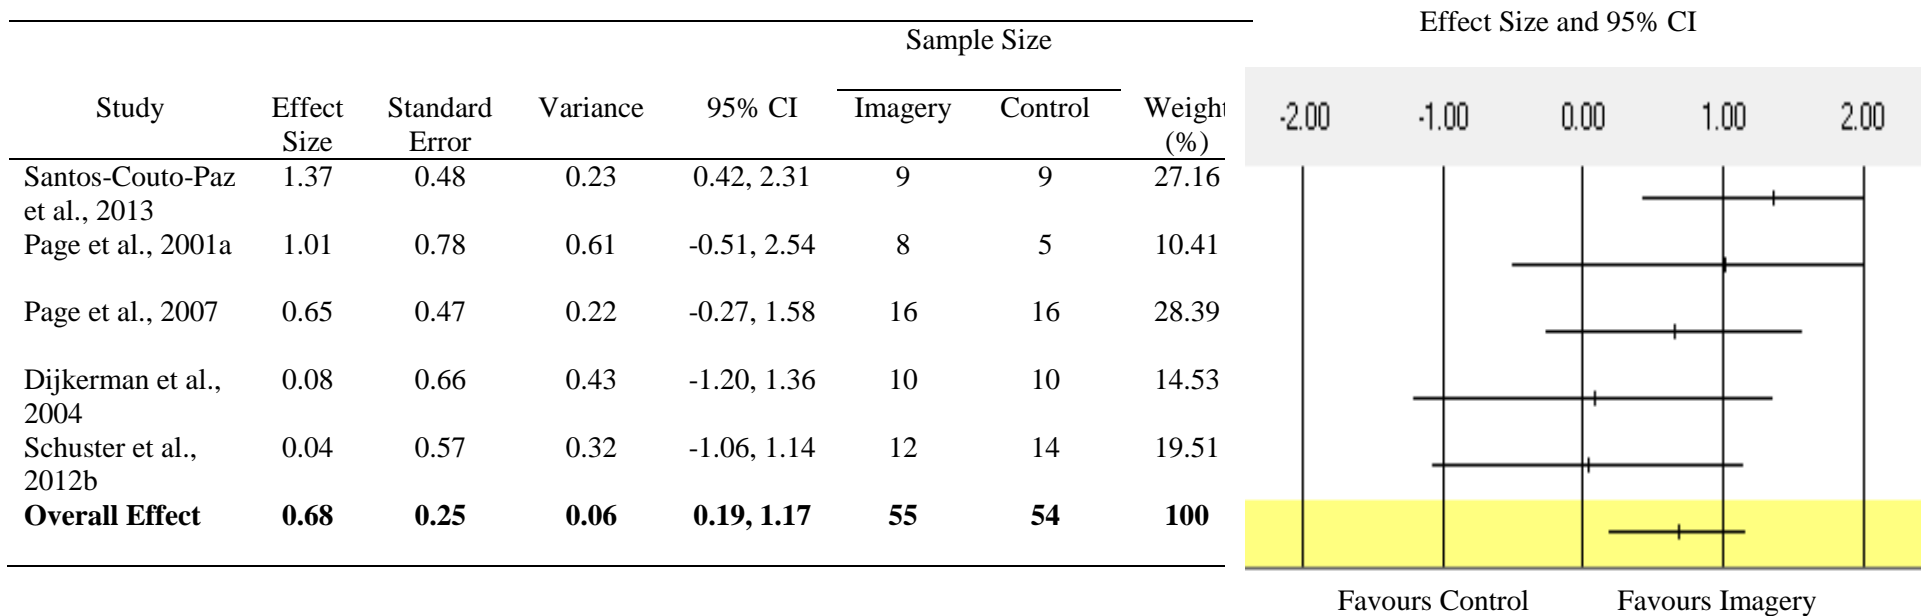 Effect Size and 95% CI
Sample Size
Study Effect Size Standard Error Variance 95% CI Imagery Control Weight (%)
-2.00 -1.00 0.00 1.00 2.00
Santos-Couto-Paz et al., 2013 1.37 0.48 0.23 0.42, 2.31 9 9 27.16
Page et al., 2001a 1.01 0.78 0.61 -0.51, 2.54 8 5 10.41
Page et al., 2007 0.65 0.47 0.22 -0.27, 1.58 16 16 28.39
Dijkerman et al., 2004 0.08 0.66 0.43 -1.20, 1.36 10 10 14.53
Schuster et al., 2012b 0.04 0.57 0.32 -1.06, 1.14 12 14 19.51
Overall Effect 0.68 0.25 0.06 0.19, 1.17 55 54 100
Favours Control Favours Imagery